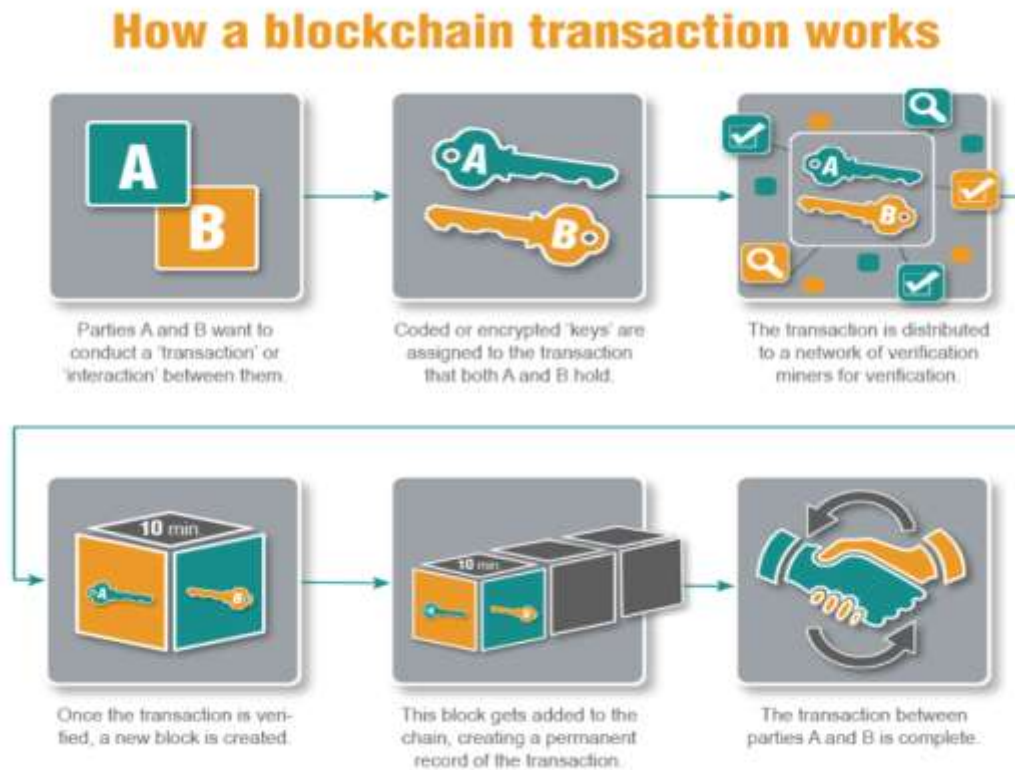 How a blockchain transaction works
A
B
A
B
A
B
Parties A and B want to
conduct a 'transaction' or
'interaction' between them.
Coded or encrypted 'keys' are
assigned to the transaction
that both A and B hold.
The transaction is distributed
to a network of verification
miners for verification.
10 min
A
B
10 min
A
B
Once the transaction is veri-
fied, a new block is created.
This block gets added to the
chain, creating a permanent
record of the transaction.
The transaction between
parties A and B is complete.